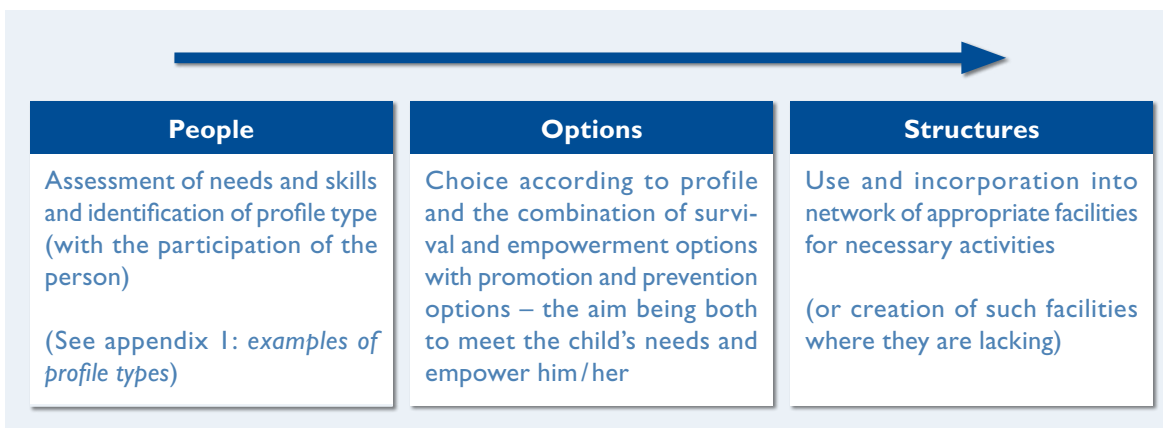 People
Assessment of needs and skills
and identification of profile type
(with the participation of the
person)
(See appendix 1: examples of
profile types)
Options
Choice according to profile
and the combination of survi-
val and empowerment options
with promotion and prevention
options – the aim being both
to meet the child’s needs and
empower him/her
Structures
Use and incorporation into
network of appropriate facilities
for necessary activities
(or creation of such facilities
where they are lacking)